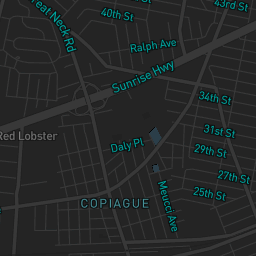 43rd St
40th St
Great Neck Rd
Ralph Ave
Sunrise Hwy
34th St
31st St
Red Lobster
Daly Pl
29th St
27th St
25th St
Meucci Ave
COPIAGUE